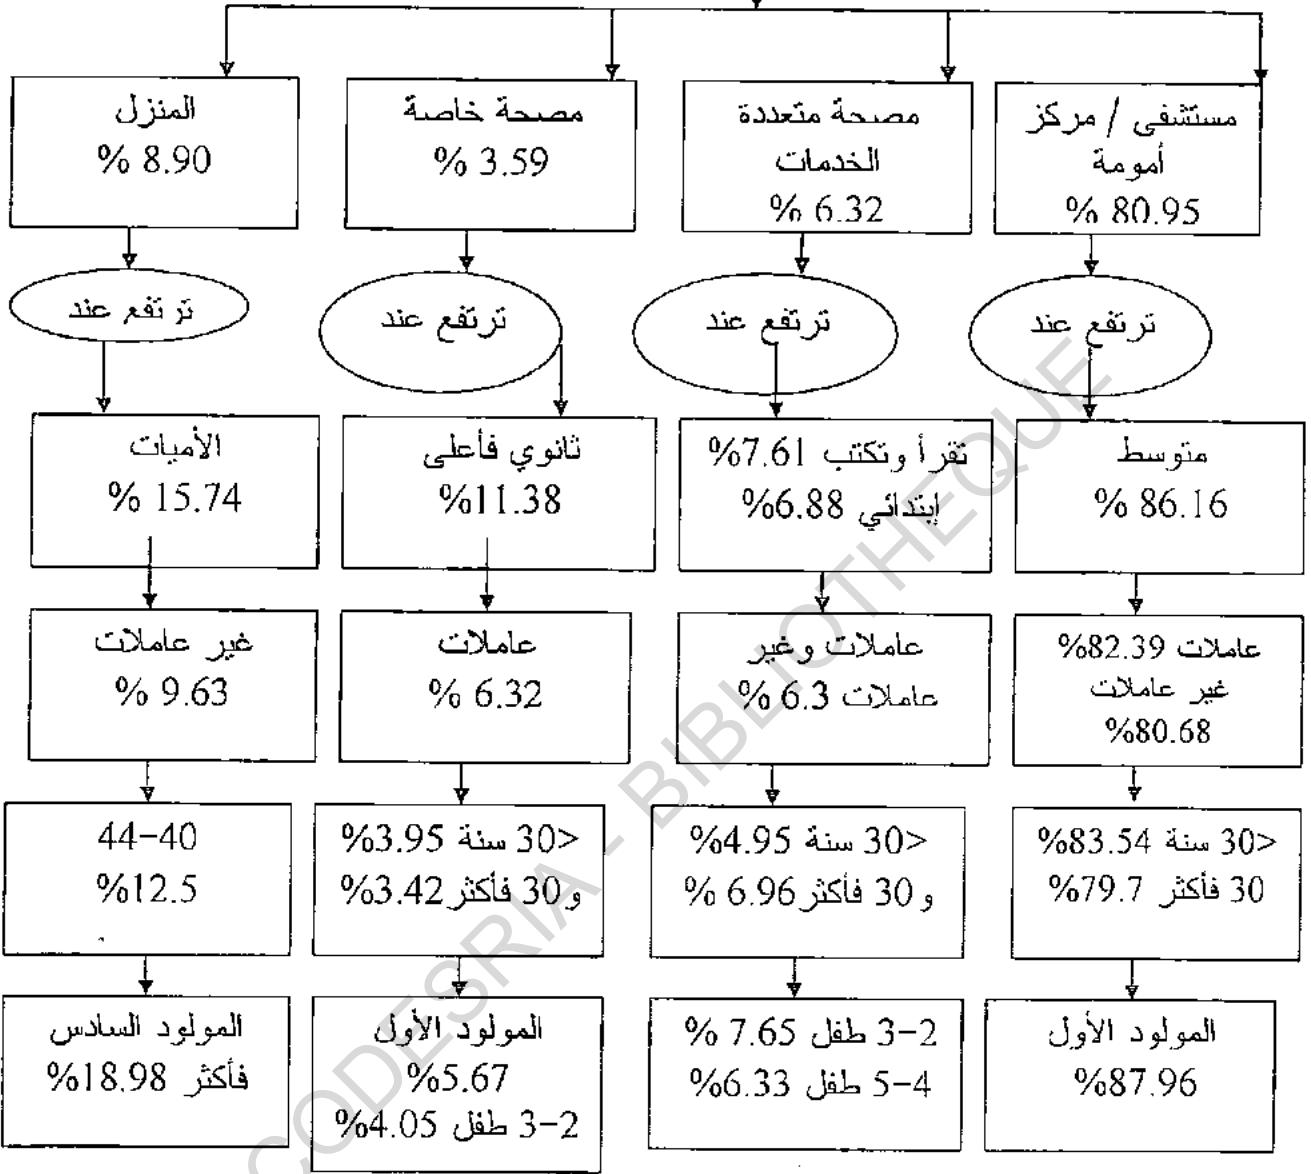 مستشفى / مركز
أمومة
80.95 %
مصحة متعددة
الخدمات
6.32 %
مصحة خاصة
3.59 %
المنزل
8.90 %
ترتفع عند
ترتفع عند
ترتفع عند
ترتفع عند
متوسط
86.16 %
تقرأ وتكتب 7.61%
إبتدائي 6.88%
ثانوي فأعلى
11.38%
الأميات
15.74 %
عاملات 82.39%
غير عاملات
80.68%
عاملات وغير
عاملات 6.3 %
عاملات
6.32 %
غير عاملات
9.63 %
<30 سنة 83.54%
30 فأكثر 79.7%
<30 سنة 4.95%
و 30 فأكثر 6.96 %
<30 سنة 3.95%
و 30 فأكثر 3.42%
40-44
12.5%
المولود الأول
87.96%
2-3 طفل 7.65 %
4-5 طفل 6.33%
المولود الأول
5.67%
2-3 طفل 4.05%
المولود السادس
فأكثر 18.98%
CODESRIA - BIBLIOTHEQUE